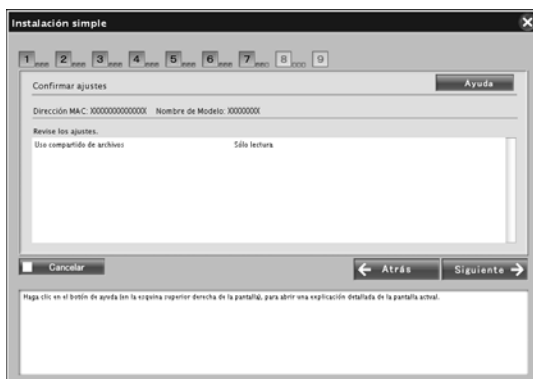 Instalación simple
1 2 3 4 5 6 7 8 9
Confirmar ajustes
Ayuda
Dirección MAC: XXXXXXXXXXXXXX Nombre de Modelo: XXXXXXXX
Revise los ajustes.
Uso compartido de archivos Sólo lectura
Cancelar
Atrás
Siguiente
Haga clic en el botón de ayuda (en la esquina superior derecha de la pantalla), para abrir una explicación detallada de la pantalla actual.